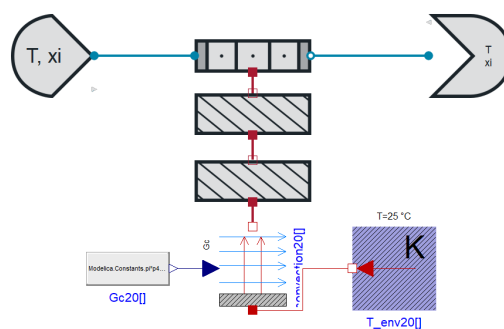 T, xi
T
xi
T=25 °C
Gc
K
Modelica.Constants.pi*p4...
convection20[]
Gc20[]
T_env20[]